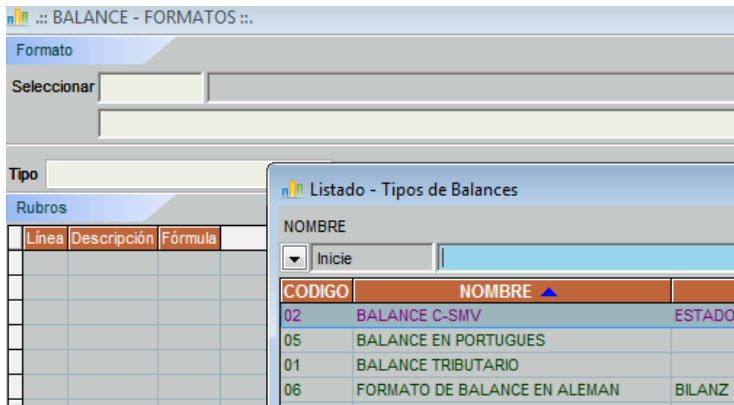 .:: BALANCE - FORMATOS ::.
Formato
Seleccionar
Tipo
Rubros
Línea Descripción Fórmula
Listado - Tipos de Balances
NOMBRE
Inicie
CODIGO NOMBRE
02 BALANCE C-SMV ESTADO
05 BALANCE EN PORTUGUES
01 BALANCE TRIBUTARIO
06 FORMATO DE BALANCE EN ALEMAN BILANZ